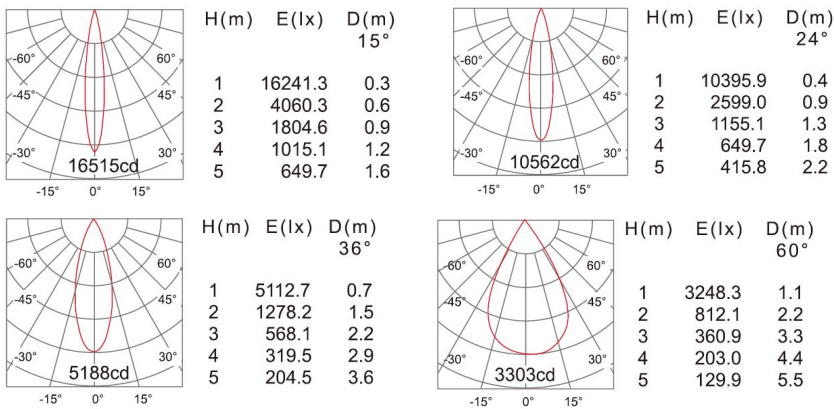 H(m) E(lx) D(m)
15°
1 16241.3 0.3
2 4060.3 0.6
3 1804.6 0.9
4 1015.1 1.2
5 649.7 1.6
-60° 60°
-45° 45°
-30° 30°
16515cd
-15° 0° 15°
H(m) E(lx) D(m)
24°
1 10395.9 0.4
2 2599.0 0.9
3 1155.1 1.3
4 649.7 1.8
5 415.8 2.2
-60° 60°
-45° 45°
-30° 30°
10562cd
-15° 0° 15°
H(m) E(lx) D(m)
36°
1 5112.7 0.7
2 1278.2 1.5
3 568.1 2.2
4 319.5 2.9
5 204.5 3.6
-60° 60°
-45° 45°
-30° 30°
5188cd
-15° 0° 15°
H(m) E(lx) D(m)
60°
1 3248.3 1.1
2 812.1 2.2
3 360.9 3.3
4 203.0 4.4
5 129.9 5.5
-60° 60°
-45° 45°
-30° 30°
3303cd
-15° 0° 15°